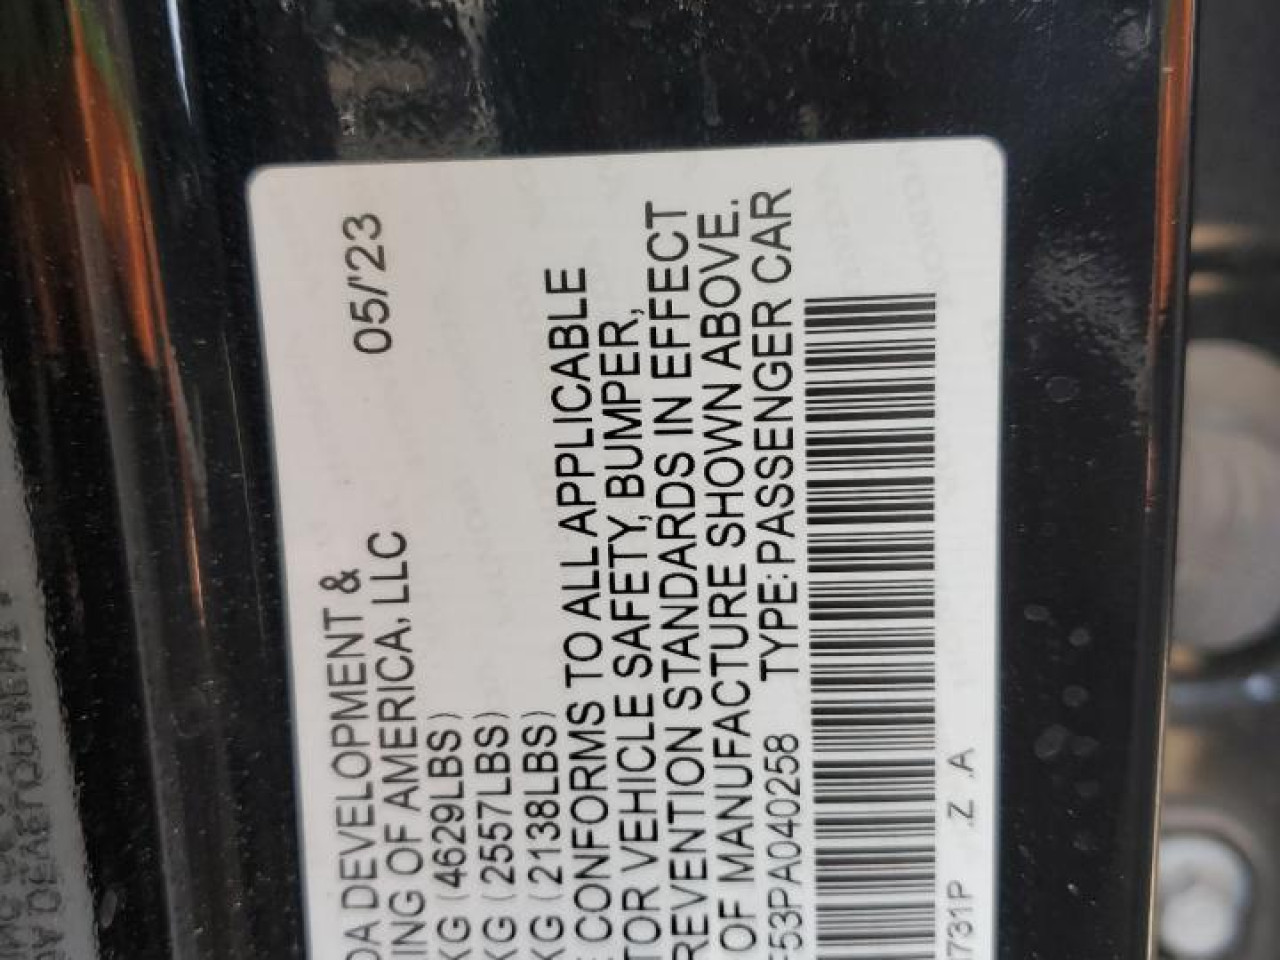 DA DEVELOPMENT &
ING OF AMERICA, LLC 05/'23
KG (4629LBS)
KG (2557LBS)
KG (2138LBS)
CONFORMS TO ALL APPLICABLE
TOR VEHICLE SAFETY, BUMPER,
REVENTION STANDARDS IN EFFECT
OF MANUFACTURE SHOWN ABOVE.
F53PA040258 TYPE: PASSENGER CAR
1731P .Z .A